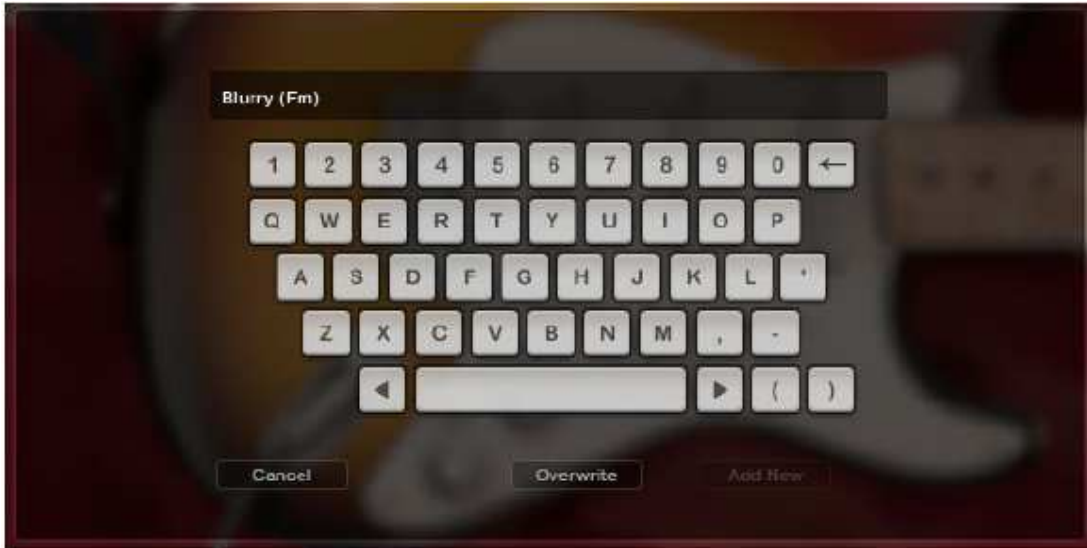 Blurry (Fm)
1 2 3 4 5 6 7 8 9 0 ←
Q W E R T Y U I O P
A S D F G H J K L '
Z X C V B N M , -
◀ ▶ ( )
Cancel Overwrite Add New